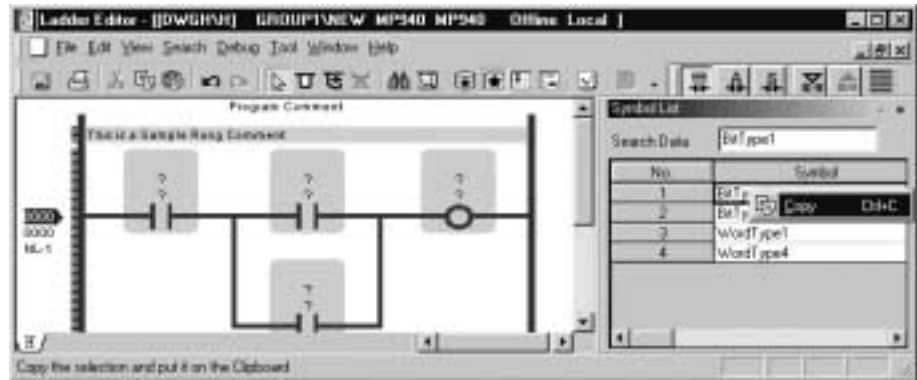 Ladder Editor - [[DWGH\H] GROUP1\NEW MP940 MP940 Offline Local ]
File Edit View Search Debug Tool Window Help
Program Comment
This is a Sample Rung Comment
?
?
?
?
?
?
0000
0000
NL-1
?
?
H
Symbol List
Search Data BitType1
No. Symbol
1 BitTy
2 BitTy
Copy Ctrl+C
3 WordType1
4 WordType4
Copy the selection and put it on the Clipboard